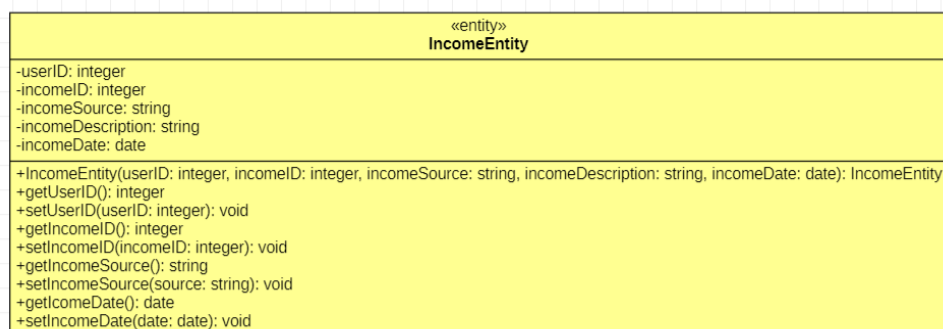 «entity»
IncomeEntity
-userID: integer
-incomeID: integer
-incomeSource: string
-incomeDescription: string
-incomeDate: date
+IncomeEntity(userID: integer, incomeID: integer, incomeSource: string, incomeDescription: string, incomeDate: date): IncomeEntity
+getUserID(): integer
+setUserID(userID: integer): void
+getIncomeID(): integer
+setIncomeID(incomeID: integer): void
+getIncomeSource(): string
+setIncomeSource(source: string): void
+getIcomeDate(): date
+setIncomeDate(date: date): void